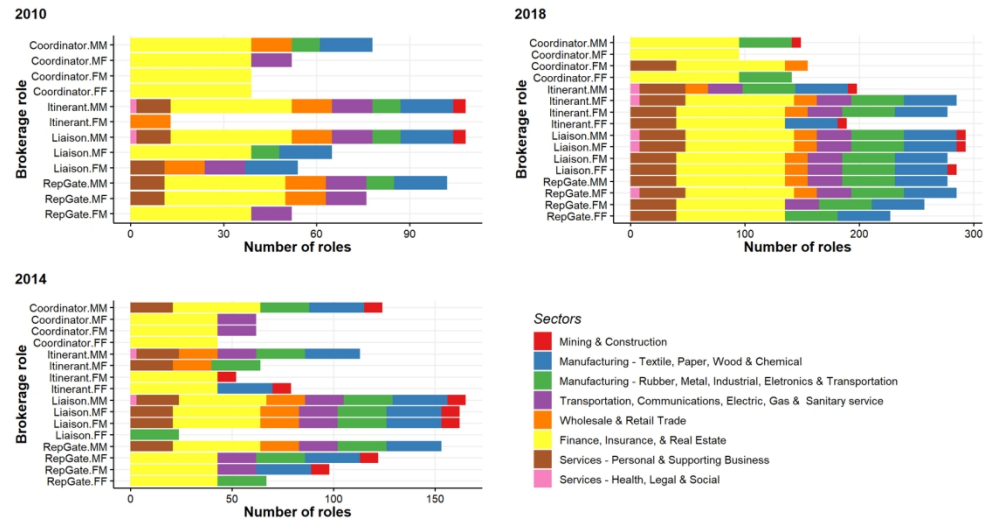 2010
Coordinator.MM
Coordinator.MF
Coordinator.FM
Coordinator.FF
Itinerant.MM
Itinerant.FM
Liaison.MM
Liaison.MF
Liaison.FM
RepGate.MM
RepGate.MF
RepGate.FM
Brokerage role
0 30 60 90
Number of roles
2018
Coordinator.MM
Coordinator.MF
Coordinator.FM
Coordinator.FF
Itinerant.MM
Itinerant.MF
Itinerant.FM
Itinerant.FF
Liaison.MM
Liaison.MF
Liaison.FM
Liaison.FF
RepGate.MM
RepGate.MF
RepGate.FM
RepGate.FF
Brokerage role
0 100 200 300
Number of roles
2014
Coordinator.MM
Coordinator.MF
Coordinator.FM
Coordinator.FF
Itinerant.MM
Itinerant.MF
Itinerant.FM
Itinerant.FF
Liaison.MM
Liaison.MF
Liaison.FM
Liaison.FF
RepGate.MM
RepGate.MF
RepGate.FM
RepGate.FF
Brokerage role
0 50 100 150
Number of roles
Sectors
Mining & Construction
Manufacturing - Textile, Paper, Wood & Chemical
Manufacturing - Rubber, Metal, Industrial, Eletronics & Transportation
Transportation, Communications, Electric, Gas & Sanitary service
Wholesale & Retail Trade
Finance, Insurance, & Real Estate
Services - Personal & Supporting Business
Services - Health, Legal & Social